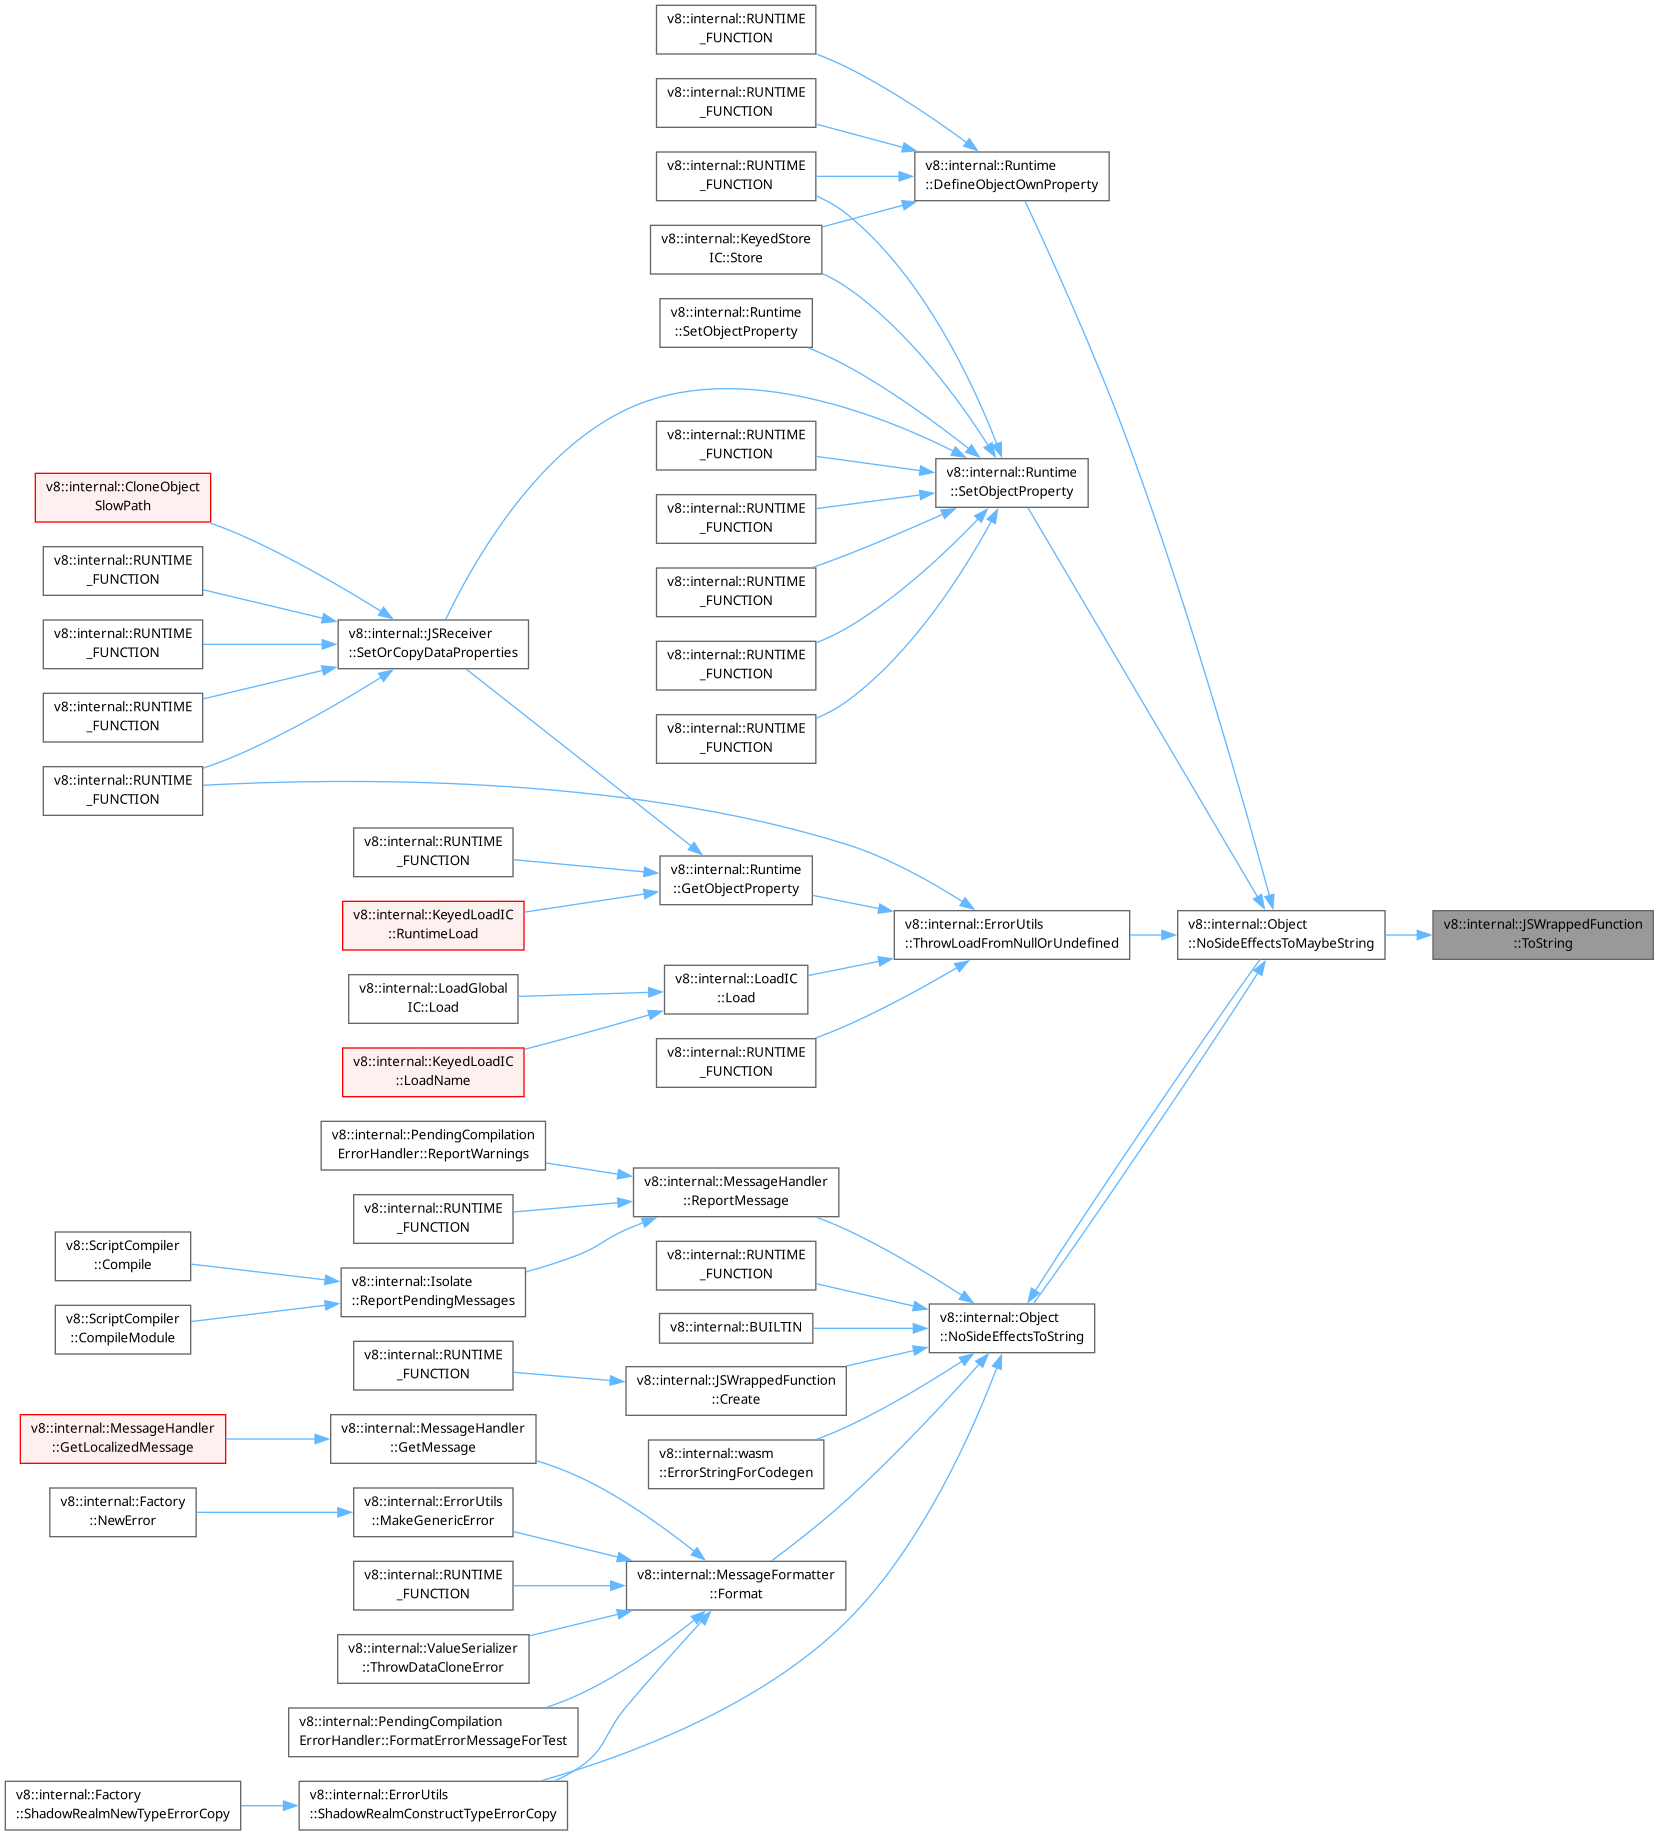 v8::internal::RUNTIME
_FUNCTION
v8::internal::RUNTIME
_FUNCTION
v8::internal::RUNTIME
_FUNCTION
v8::internal::Runtime
::DefineObjectOwnProperty
v8::internal::KeyedStore
IC::Store
v8::internal::Runtime
::SetObjectProperty
v8::internal::RUNTIME
_FUNCTION
v8::internal::Runtime
::SetObjectProperty
v8::internal::CloneObject
SlowPath
v8::internal::RUNTIME
_FUNCTION
v8::internal::RUNTIME
_FUNCTION
v8::internal::RUNTIME
_FUNCTION
v8::internal::RUNTIME
_FUNCTION
v8::internal::JSReceiver
::SetOrCopyDataProperties
v8::internal::RUNTIME
_FUNCTION
v8::internal::RUNTIME
_FUNCTION
v8::internal::RUNTIME
_FUNCTION
v8::internal::RUNTIME
_FUNCTION
v8::internal::RUNTIME
_FUNCTION
v8::internal::RUNTIME
_FUNCTION
v8::internal::Runtime
::GetObjectProperty
v8::internal::KeyedLoadIC
::RuntimeLoad
v8::internal::ErrorUtils
::ThrowLoadFromNullOrUndefined
v8::internal::Object
::NoSideEffectsToMaybeString
v8::internal::JSWrappedFunction
::ToString
v8::internal::LoadGlobal
IC::Load
v8::internal::LoadIC
::Load
v8::internal::KeyedLoadIC
::LoadName
v8::internal::RUNTIME
_FUNCTION
v8::internal::PendingCompilation
ErrorHandler::ReportWarnings
v8::internal::MessageHandler
::ReportMessage
v8::internal::RUNTIME
_FUNCTION
v8::ScriptCompiler
::Compile
v8::internal::RUNTIME
_FUNCTION
v8::internal::Isolate
::ReportPendingMessages
v8::ScriptCompiler
::CompileModule
v8::internal::BUILTIN
v8::internal::Object
::NoSideEffectsToString
v8::internal::RUNTIME
_FUNCTION
v8::internal::JSWrappedFunction
::Create
v8::internal::MessageHandler
::GetLocalizedMessage
v8::internal::MessageHandler
::GetMessage
v8::internal::wasm
::ErrorStringForCodegen
v8::internal::Factory
::NewError
v8::internal::ErrorUtils
::MakeGenericError
v8::internal::RUNTIME
_FUNCTION
v8::internal::MessageFormatter
::Format
v8::internal::ValueSerializer
::ThrowDataCloneError
v8::internal::PendingCompilation
ErrorHandler::FormatErrorMessageForTest
v8::internal::Factory
::ShadowRealmNewTypeErrorCopy
v8::internal::ErrorUtils
::ShadowRealmConstructTypeErrorCopy